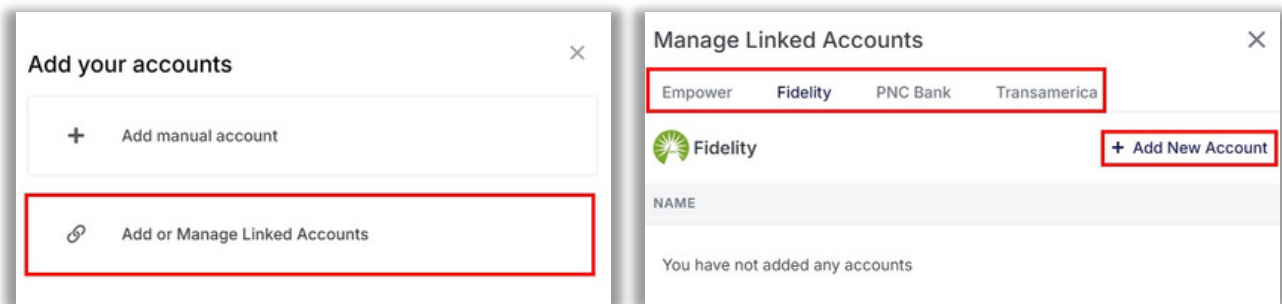 Add your accounts
Add manual account
Add or Manage Linked Accounts
Manage Linked Accounts
Empower Fidelity PNC Bank Transamerica
Fidelity + Add New Account
NAME
You have not added any accounts